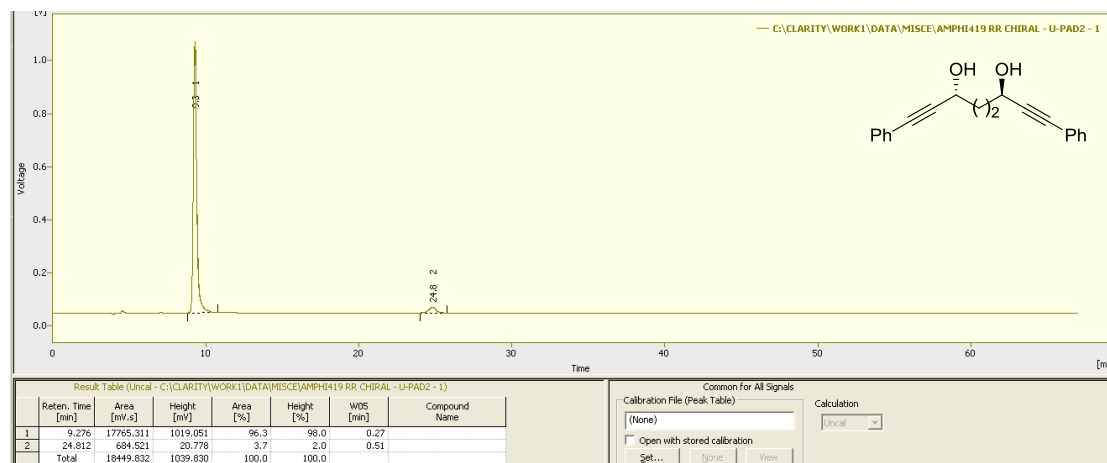 [V]
— C:\CLARITY\WORK1\DATA\MISCE\AMPHI419 RR CHIRAL - U-PAD2 - 1
1.0
0.8
0.6
0.4
0.2
0.0
Voltage
9.3 1
24.8 2
OH OH
( )2
Ph Ph
0 10 20 30 40 50 60
Time
[m
Result Table (Uncal - C:\CLARITY\WORK1\DATA\MISCE\AMPHI419 RR CHIRAL - U-PAD2 - 1)
Reten. Time [min] Area [mV.s] Height [mV] Area [%] Height [%] W05 [min] Compound Name
1 9.276 17765.311 1019.051 96.3 98.0 0.27
2 24.812 684.521 20.778 3.7 2.0 0.51
Total 18449.832 1039.830 100.0 100.0
Common for All Signals
Calibration File (Peak Table)
(None)
Open with stored calibration
Set... None View
Calculation
Uncal